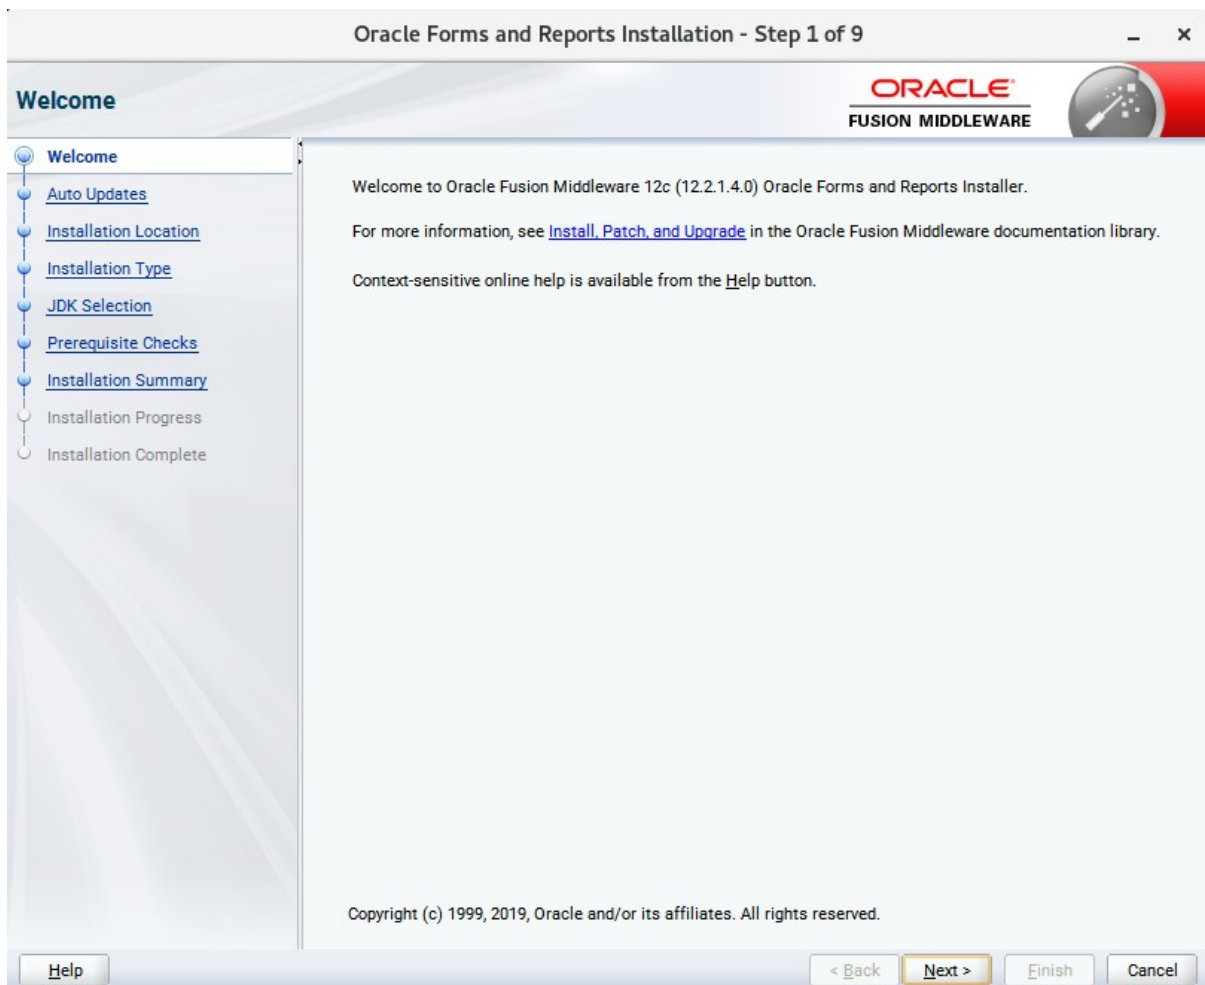 Oracle Forms and Reports Installation - Step 1 of 9
Welcome
ORACLE
FUSION MIDDLEWARE
Welcome
Auto Updates
Installation Location
Installation Type
JDK Selection
Prerequisite Checks
Installation Summary
Installation Progress
Installation Complete
Welcome to Oracle Fusion Middleware 12c (12.2.1.4.0) Oracle Forms and Reports Installer.
For more information, see Install, Patch, and Upgrade in the Oracle Fusion Middleware documentation library.
Context-sensitive online help is available from the Help button.
Copyright (c) 1999, 2019, Oracle and/or its affiliates. All rights reserved.
Help
< Back
Next >
Finish
Cancel